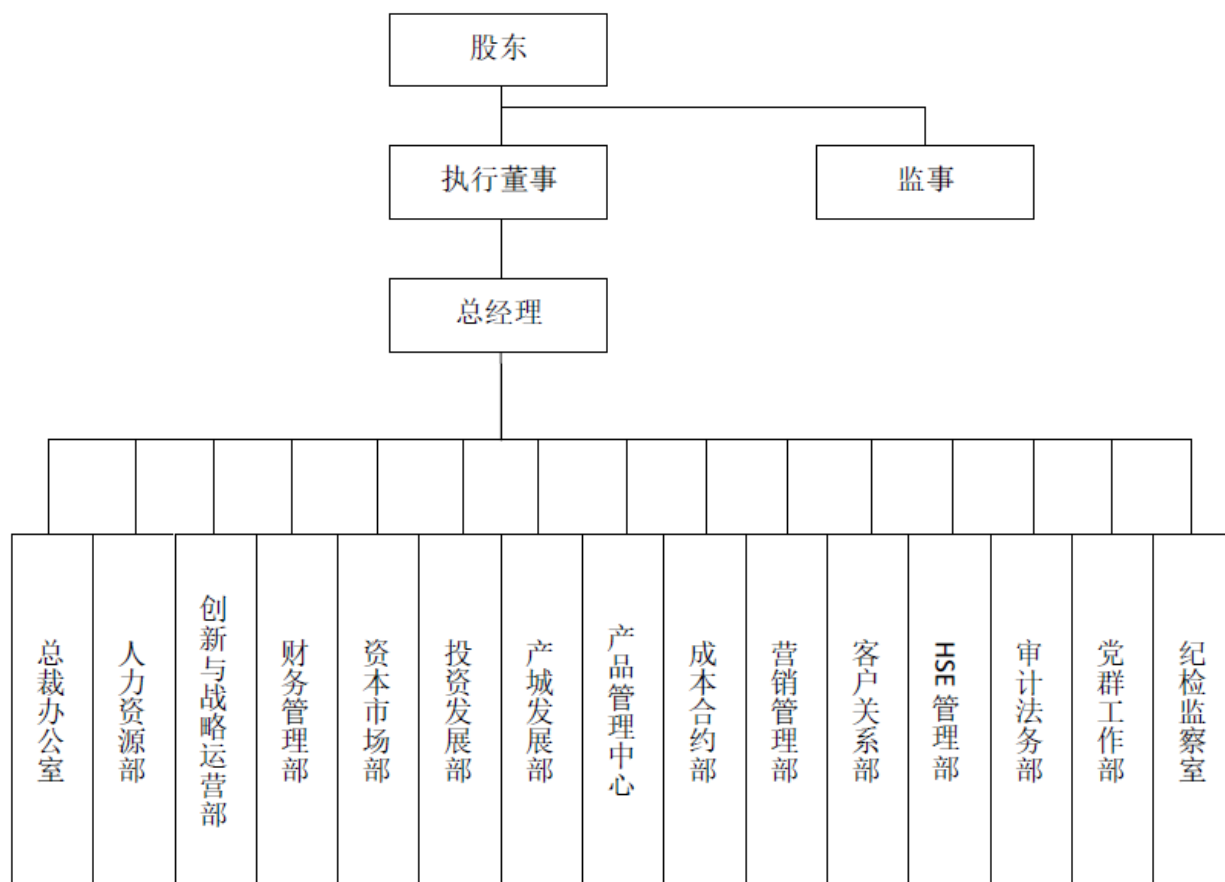 股东
执行董事
监事
总经理
总裁办公室
人力资源部
创新与战略运营部
财务管理部
资本市场部
投资发展部
产城发展部
产品管理中心
成本合约部
营销管理部
客户关系部
HSE 管理部
审计法务部
党群工作部
纪检监察室